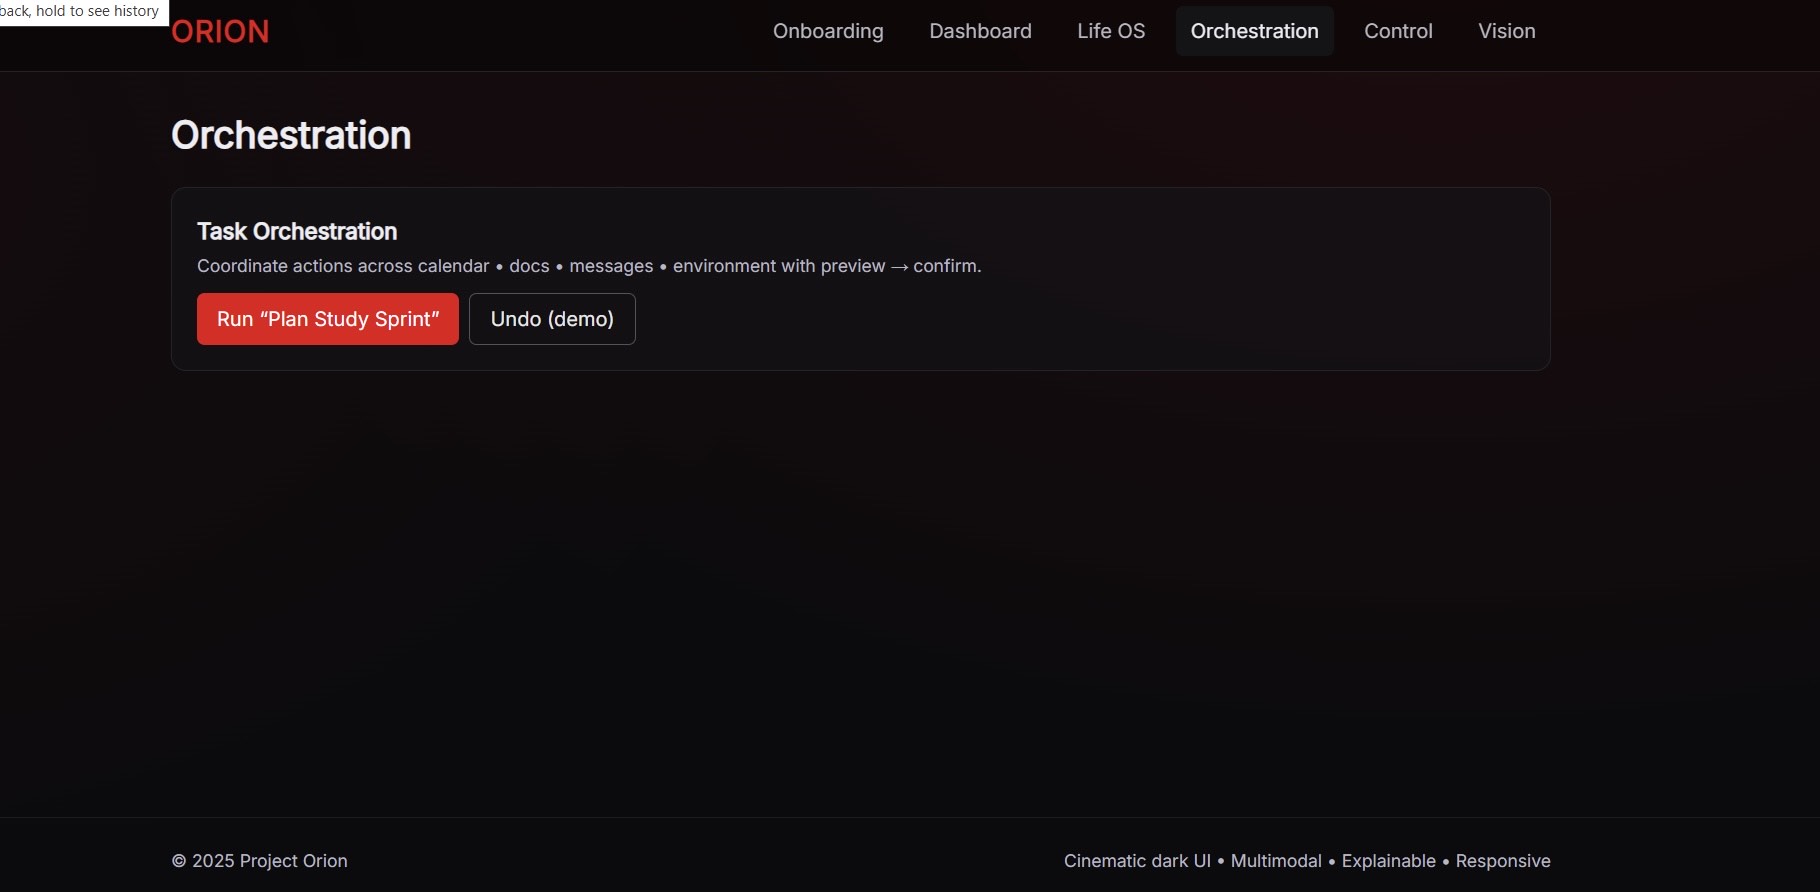 back, hold to see history
ORION
Onboarding Dashboard Life OS Orchestration Control Vision
Orchestration
Task Orchestration
Coordinate actions across calendar • docs • messages • environment with preview → confirm.
Run “Plan Study Sprint” Undo (demo)
© 2025 Project Orion Cinematic dark UI • Multimodal • Explainable • Responsive